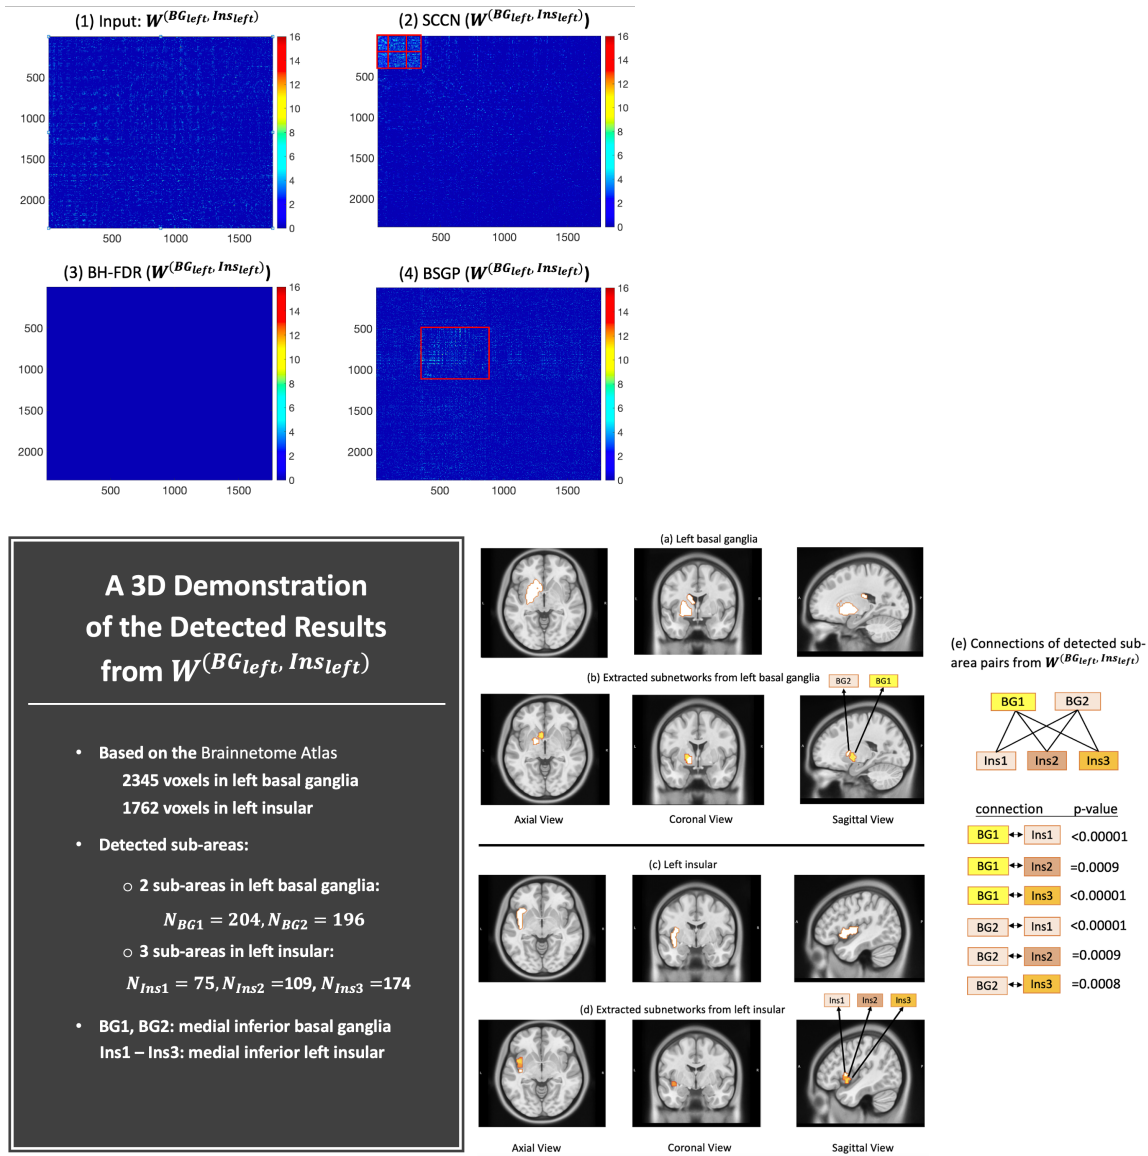 (1) Input: W^(BG_left, Ins_left)
16
14
12
10
8
6
4
2
0
500
1000
1500
2000
500 1000 1500
(2) SCCN (W^(BG_left, Ins_left))
16
14
12
10
8
6
4
2
0
500
1000
1500
2000
500 1000 1500
(3) BH-FDR (W^(BG_left, Ins_left))
16
14
12
10
8
6
4
2
0
500
1000
1500
2000
500 1000 1500
(4) BSGP (W^(BG_left, Ins_left))
16
14
12
10
8
6
4
2
0
500
1000
1500
2000
500 1000 1500
A 3D Demonstration
of the Detected Results
from W^(BG_left, Ins_left)
• Based on the Brainnetome Atlas
2345 voxels in left basal ganglia
1762 voxels in left insular
• Detected sub-areas:
o 2 sub-areas in left basal ganglia:
N_BG1 = 204, N_BG2 = 196
o 3 sub-areas in left insular:
N_Ins1 = 75, N_Ins2 =109, N_Ins3 =174
• BG1, BG2: medial inferior basal ganglia
Ins1 – Ins3: medial inferior left insular
(a) Left basal ganglia
(b) Extracted subnetworks from left basal ganglia
BG2 BG1
Axial View Coronal View Sagittal View
(c) Left insular
(d) Extracted subnetworks from left insular
Ins1 Ins2 Ins3
Axial View Coronal View Sagittal View
(e) Connections of detected sub-
area pairs from W^(BG_left, Ins_left)
BG1 BG2
Ins1 Ins2 Ins3
connection p-value
BG1 Ins1 <0.00001
BG1 Ins2 =0.0009
BG1 Ins3 <0.00001
BG2 Ins1 <0.00001
BG2 Ins2 =0.0009
BG2 Ins3 =0.0008